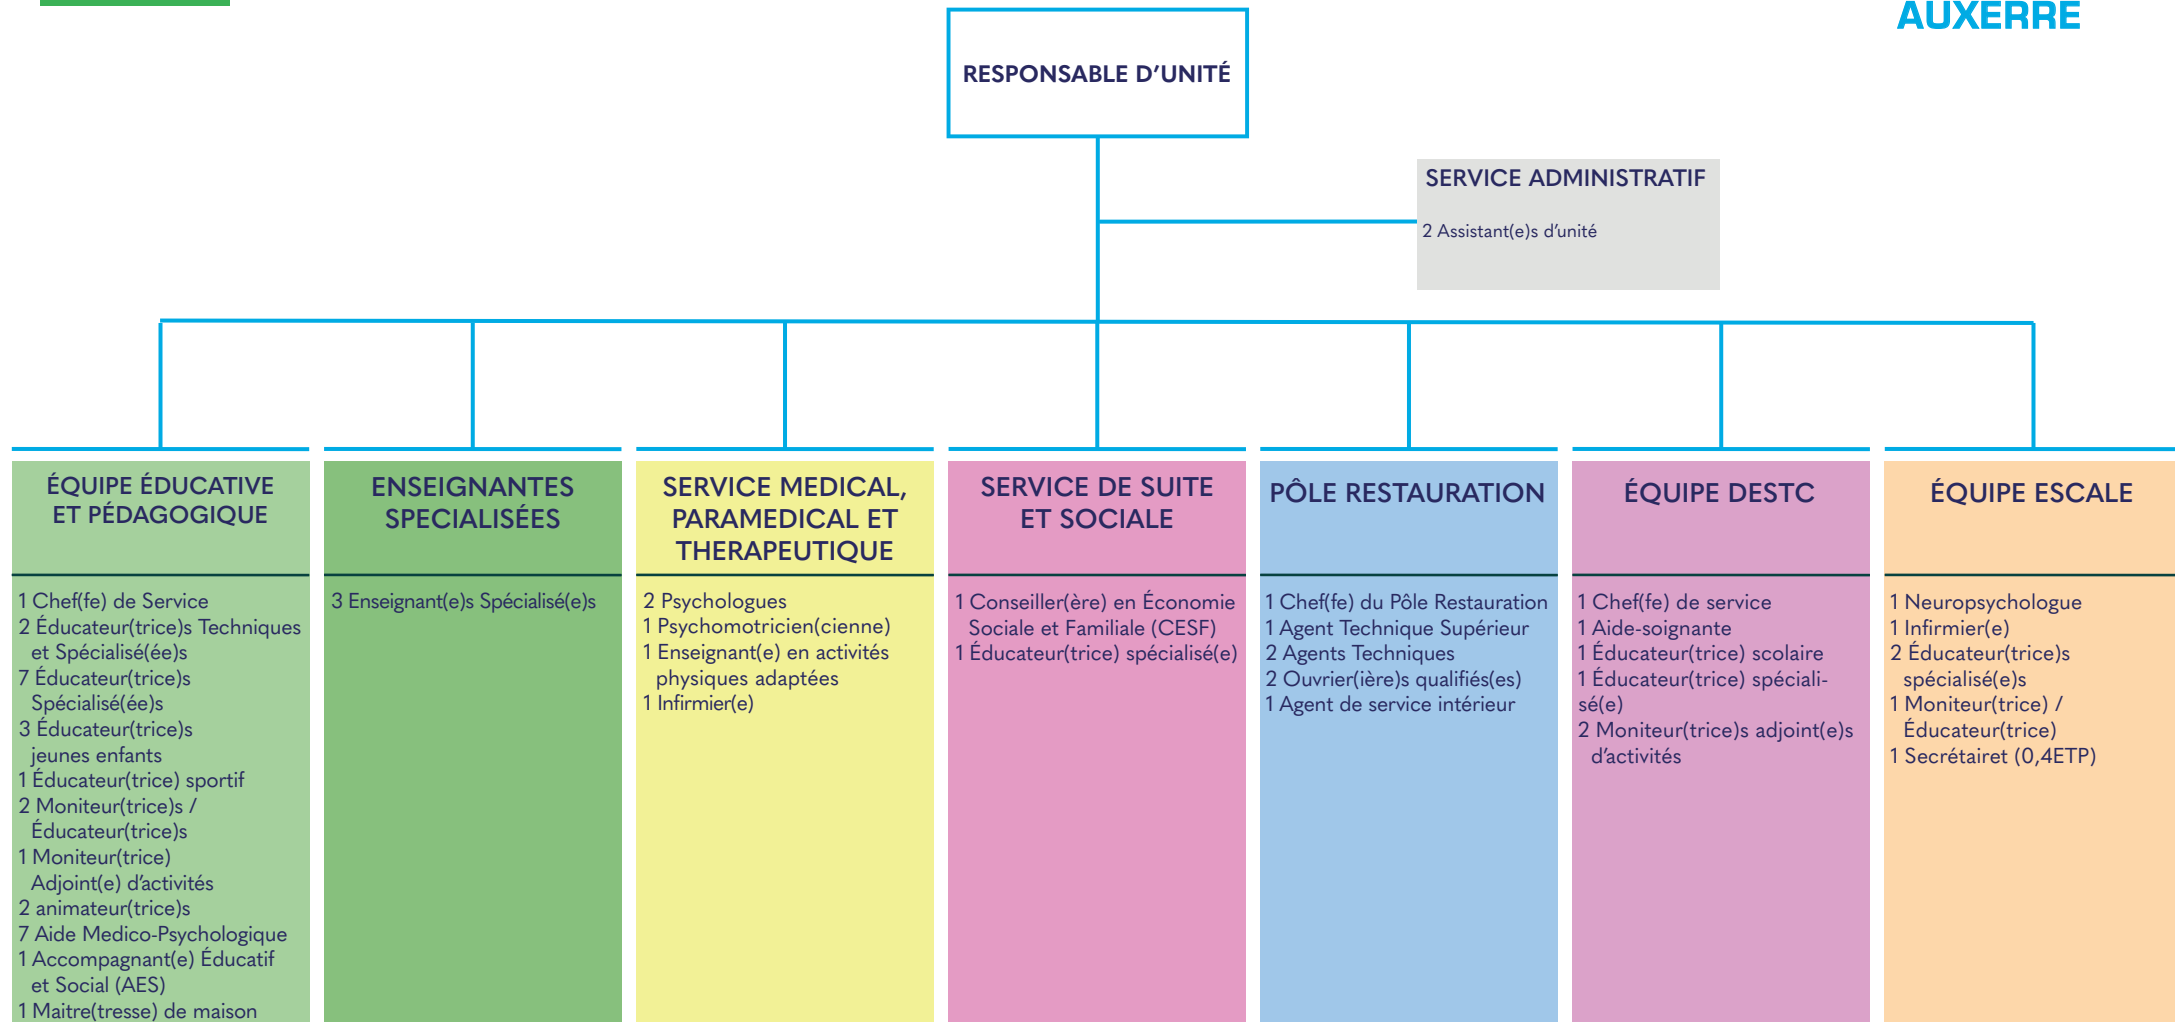 AUXERRE
RESPONSABLE D'UNITÉ
SERVICE ADMINISTRATIF
2 Assistant(e)s d'unité
ÉQUIPE ÉDUCATIVE
ET PÉDAGOGIQUE
1 Chef(fe) de Service
2 Éducateur(trice)s Techniques
et Spécialisé(ée)s
7 Éducateur(trice)s
Spécialisé(ée)s
3 Éducateur(trice)s
jeunes enfants
1 Éducateur(trice) sportif
2 Moniteur(trice)s /
Éducateur(trice)s
1 Moniteur(trice)
Adjoint(e) d'activités
2 animateur(trice)s
7 Aide Medico-Psychologique
1 Accompagnant(e) Éducatif
et Social (AES)
1 Maitre(tresse) de maison
ENSEIGNANTES
SPECIALISÉES
3 Enseignant(e)s Spécialisé(e)s
SERVICE MEDICAL,
PARAMEDICAL ET
THERAPEUTIQUE
2 Psychologues
1 Psychomotricien(cienne)
1 Enseignant(e) en activités
physiques adaptées
1 Infirmier(e)
SERVICE DE SUITE
ET SOCIALE
1 Conseiller(ère) en Économie
Sociale et Familiale (CESF)
1 Éducateur(trice) spécialisé(e)
PÔLE RESTAURATION
1 Chef(fe) du Pôle Restauration
1 Agent Technique Supérieur
2 Agents Techniques
2 Ouvrier(ière)s qualifiés(es)
1 Agent de service intérieur
ÉQUIPE DESTC
1 Chef(fe) de service
1 Aide-soignante
1 Éducateur(trice) scolaire
1 Éducateur(trice) spéciali-
sé(e)
2 Moniteur(trice)s adjoint(e)s
d'activités
ÉQUIPE ESCALE
1 Neuropsychologue
1 Infirmier(e)
2 Éducateur(trice)s
spécialisé(e)s
1 Moniteur(trice) /
Éducateur(trice)
1 Secrétairet (0,4ETP)